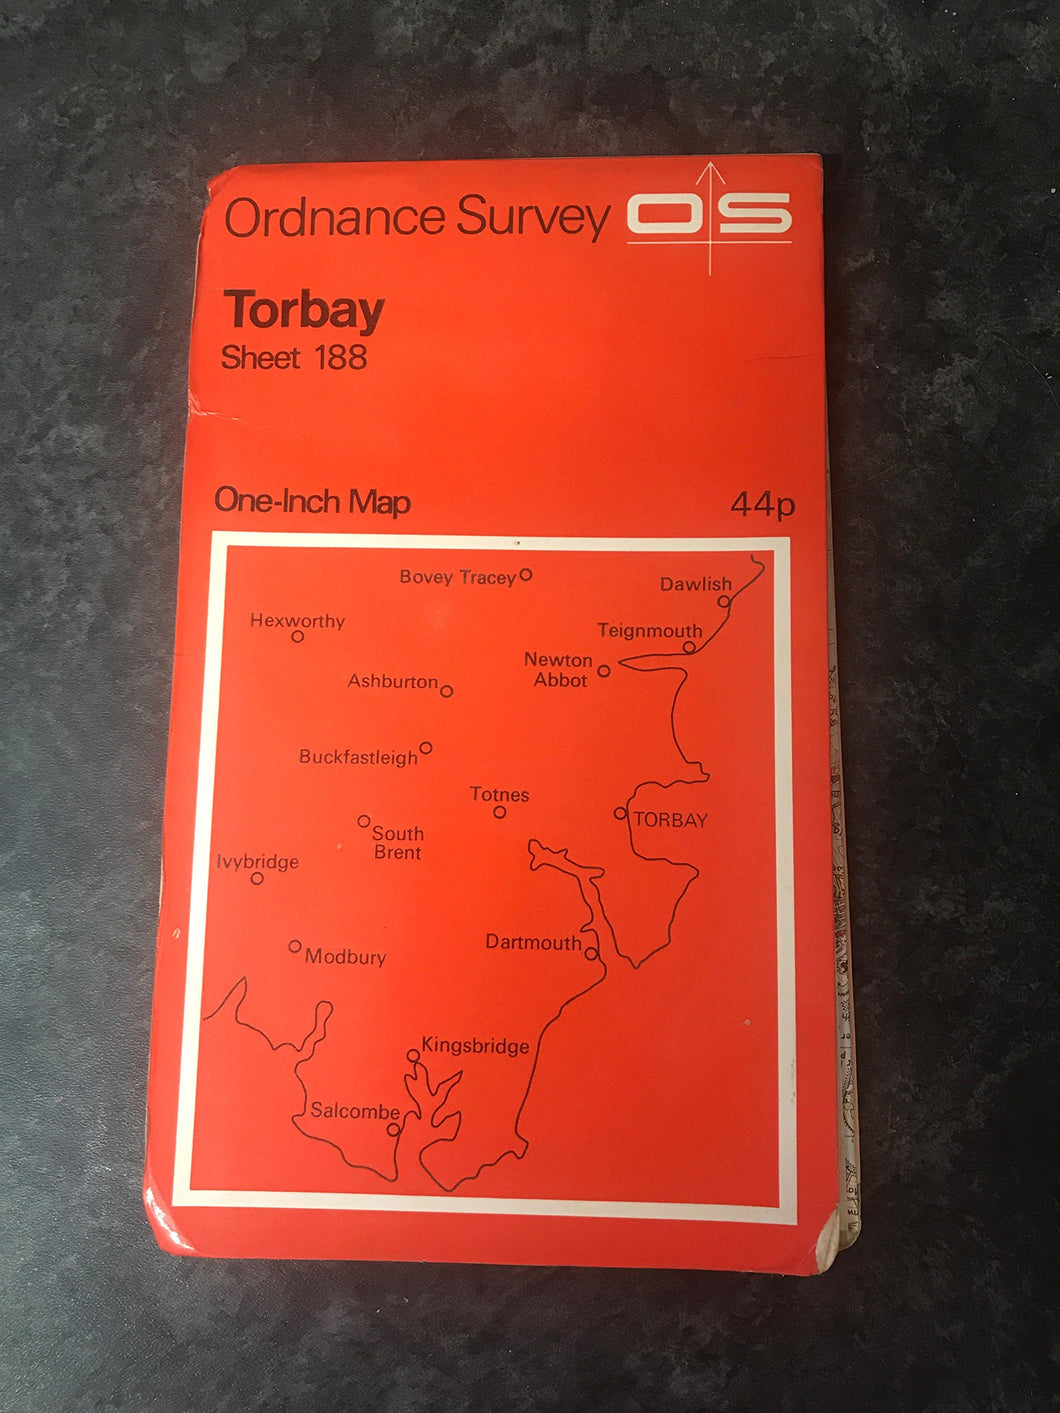 Ordnance Survey OS
Torbay
Sheet 188
One-Inch Map 44p
Bovey Tracey
Dawlish
Hexworthy
Teignmouth
Newton
Abbot
Ashburton
Buckfastleigh
Totnes
TORBAY
South
Brent
Ivybridge
Dartmouth
Modbury
Kingsbridge
Salcombe